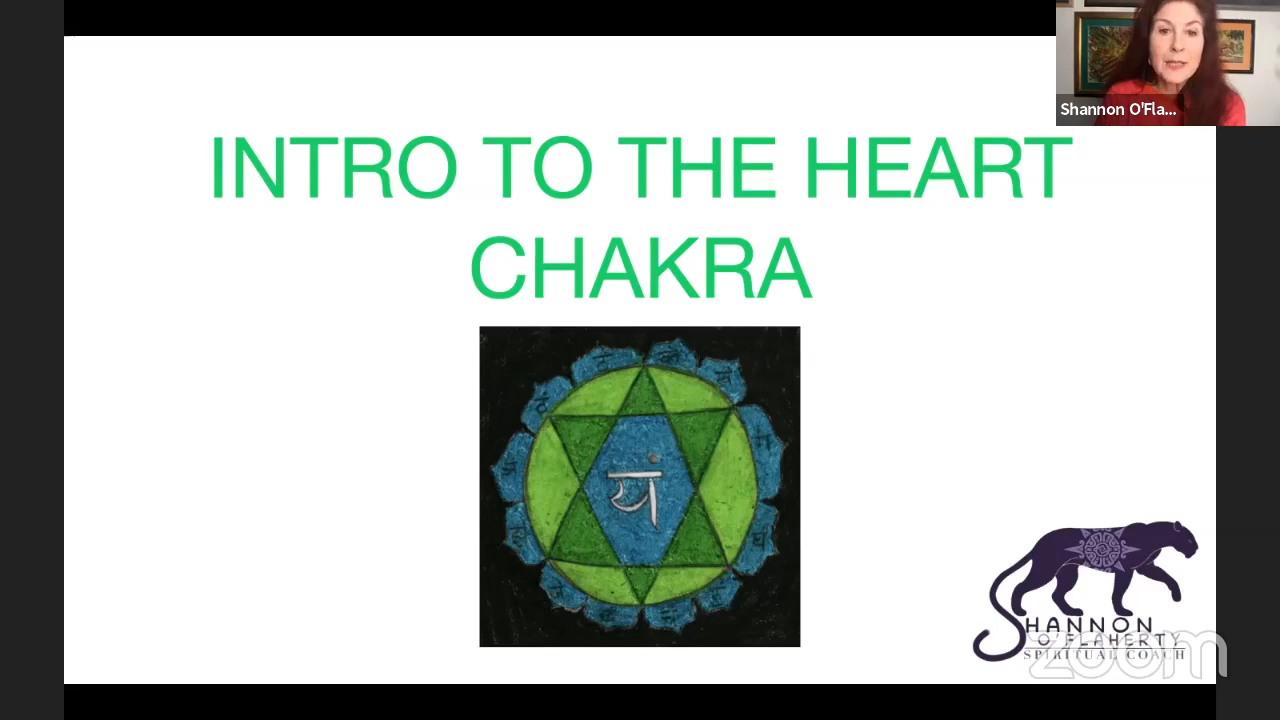 Shannon O'Fla...
INTRO TO THE HEART
CHAKRA
यं
SHANNON
O'FLAHERTY
SPIRITUAL COACH
zoom